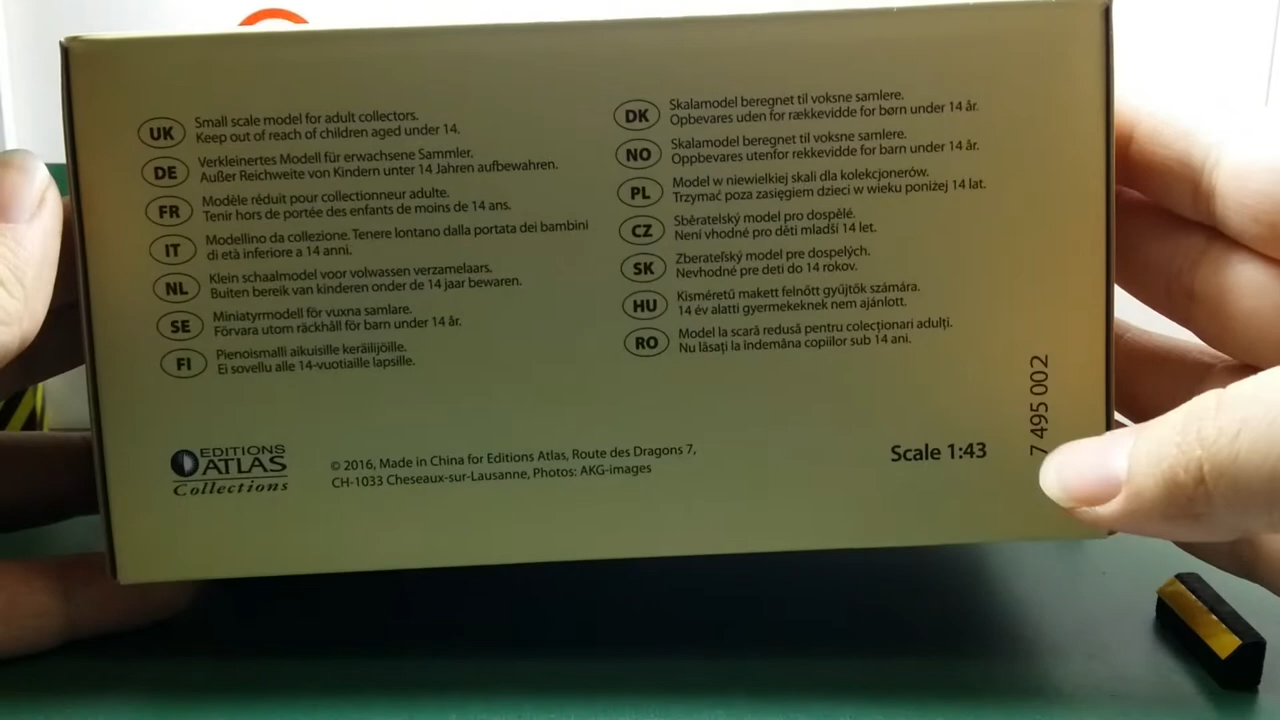 UK
Small scale model for adult collectors.
Keep out of reach of children aged under 14.
DE
Verkleinertes Modell für erwachsene Sammler.
Außer Reichweite von Kindern unter 14 Jahren aufbewahren.
FR
Modèle réduit pour collectionneur adulte.
Tenir hors de portée des enfants de moins de 14 ans.
IT
Modellino da collezione. Tenere lontano dalla portata dei bambini
di età inferiore a 14 anni.
NL
Klein schaalmodel voor volwassen verzamelaars.
Buiten bereik van kinderen onder de 14 jaar bewaren.
SE
Miniatyrmodell för vuxna samlare.
Förvara utom räckhåll för barn under 14 år.
FI
Pienoismalli aikuisille keräilijöille.
Ei sovellu alle 14-vuotiaille lapsille.
DK
Skalamodel beregnet til voksne samlere.
Opbevares uden for rækkevidde for børn under 14 år.
NO
Skalamodel beregnet til voksne samlere.
Oppbevares utenfor rekkevidde for barn under 14 år.
PL
Model w niewielkiej skali dla kolekcjonerów.
Trzymać poza zasięgiem dzieci w wieku poniżej 14 lat.
CZ
Sběratelský model pro dospělé.
Není vhodné pro děti mladší 14 let.
SK
Zberateľský model pre dospelých.
Nevhodné pre deti do 14 rokov.
HU
Kisméretű makett felnőtt gyűjtők számára.
14 év alatti gyermekeknek nem ajánlott.
RO
Model la scară redusă pentru colecționari adulți.
Nu lăsați la îndemâna copiilor sub 14 ani.
EDITIONS
ATLAS
Collections
© 2016, Made in China for Editions Atlas, Route des Dragons 7,
CH-1033 Cheseaux-sur-Lausanne, Photos: AKG-images
Scale 1:43
7 495 002